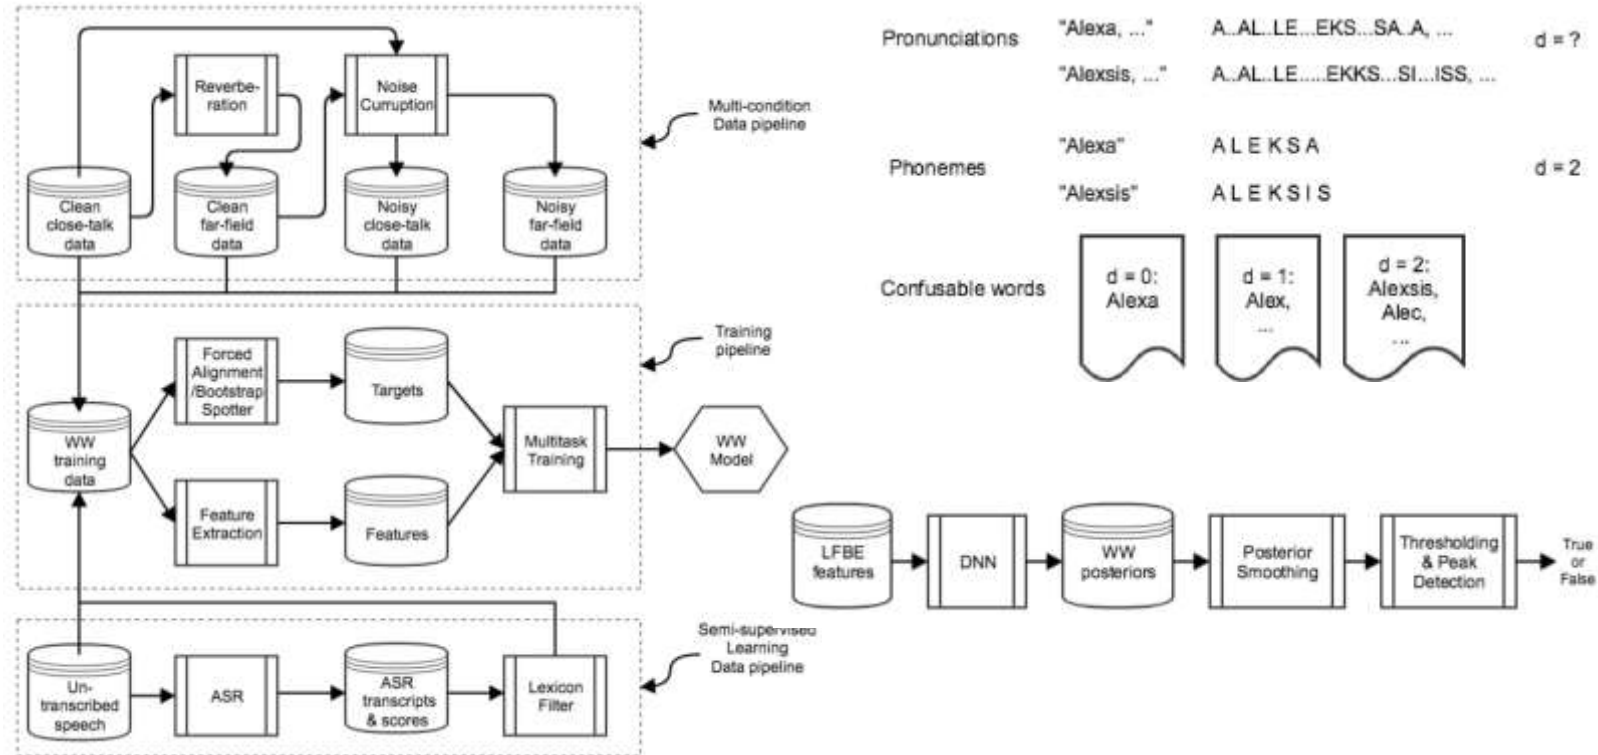 Reverbe-
ration
Noise
Curruption
Multi-condition
Data pipeline
Clean
close-talk
data
Clean
far-field
data
Noisy
close-talk
data
Noisy
far-field
data
Training
pipeline
Forced
Alignment
/Bootstrap
Spotter
Targets
WW
training
data
Multitask
Training
WW
Model
Feature
Extraction
Features
Semi-supervised
Learning
Data pipeline
Un-
transcribed
speech
ASR
ASR
transcripts
& scores
Lexicon
Filter
Pronunciations
"Alexa, ..." A..AL..LE...EKS...SA..A, ...
d = ?
"Alexsis, ..." A..AL..LE.....EKKS...SI...ISS, ...
Phonemes
"Alexa" A L E K S A
d = 2
"Alexsis" A L E K S I S
Confusable words
d = 0:
Alexa
d = 1:
Alex,
...
d = 2:
Alexsis,
Alec,
...
LFBE
features
DNN
WW
posteriors
Posterior
Smoothing
Thresholding
& Peak
Detection
True
or
False